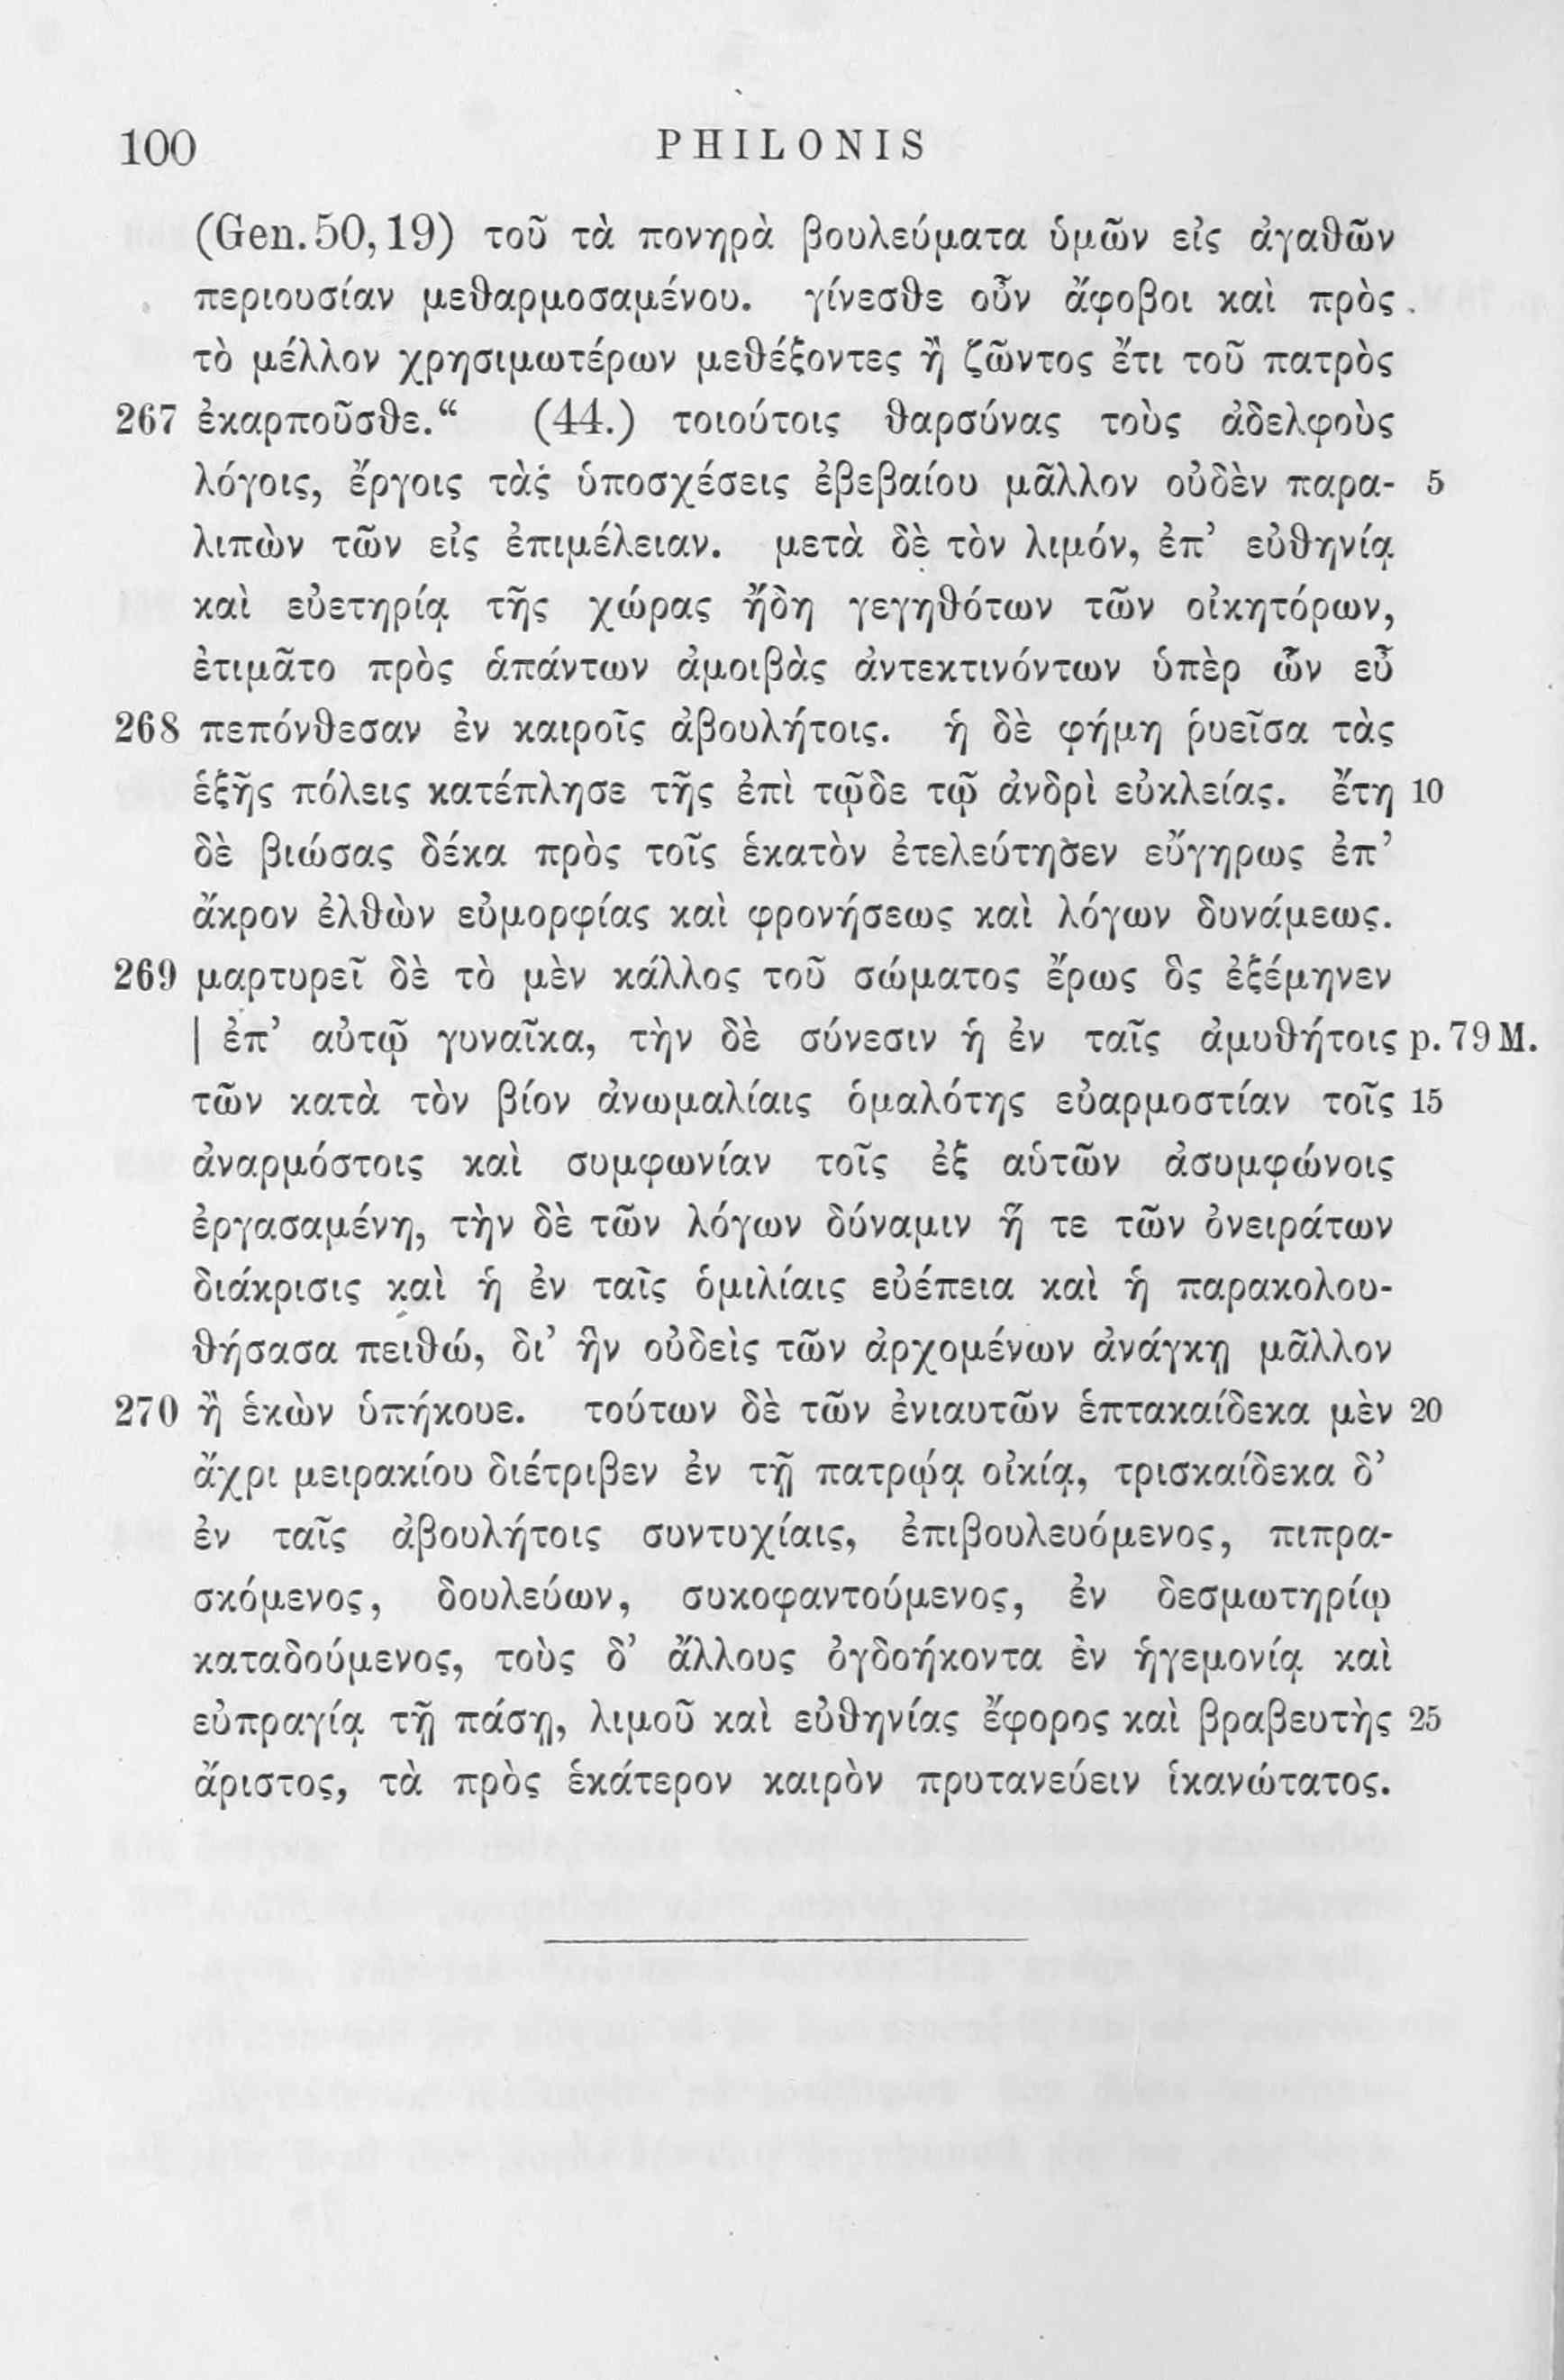 100 PHILONIS
(Gen. 50, 19) τοῦ τὰ πονηρὰ βουλεύματα ὑμῶν εἰς ἀγαθῶν
περιουσίαν μεθαρμοσαμένου. γίνεσθε οὖν ἄφοβοι καὶ πρὸς
τὸ μέλλον χρησιμωτέρων μεθέξοντες ἢ ζῶντος ἔτι τοῦ πατρὸς
267 ἐκαρποῦσθε.“ (44.) τοιούτοις θαρσύνας τοὺς ἀδελφοὺς
λόγοις, ἔργοις τὰς ὑποσχέσεις ἐβεβαίου μᾶλλον οὐδὲν παρα- 5
λιπὼν τῶν εἰς ἐπιμέλειαν. μετὰ δὲ τὸν λιμόν, ἐπ’ εὐθηνίᾳ
καὶ εὐετηρίᾳ τῆς χώρας ἤδη γεγηθότων τῶν οἰκητόρων,
ἐτιμᾶτο πρὸς ἁπάντων ἀμοιβὰς ἀντεκτινόντων ὑπὲρ ὧν εὖ
268 πεπόνθεσαν ἐν καιροῖς ἀβουλήτοις. ἡ δὲ φήμη ῥυεῖσα τὰς
ἑξῆς πόλεις κατέπλησε τῆς ἐπὶ τῷδε τῷ ἀνδρὶ εὐκλείας. ἔτη 10
δὲ βιώσας δέκα πρὸς τοῖς ἑκατὸν ἐτελεύτησεν εὔγηρως ἐπ’
ἄκρον ἐλθὼν εὐμορφίας καὶ φρονήσεως καὶ λόγων δυνάμεως.
269 μαρτυρεῖ δὲ τὸ μὲν κάλλος τοῦ σώματος ἔρως ὃς ἐξέμηνεν
| ἐπ’ αὐτῷ γυναῖκα, τὴν δὲ σύνεσιν ἡ ἐν ταῖς ἀμυθήτοις p. 79 M.
τῶν κατὰ τὸν βίον ἀνωμαλίαις ὁμαλότης εὐαρμοστίαν τοῖς 15
ἀναρμόστοις καὶ συμφωνίαν τοῖς ἐξ αὑτῶν ἀσυμφώνοις
ἐργασαμένη, τὴν δὲ τῶν λόγων δύναμιν ἥ τε τῶν ὀνειράτων
διάκρισις καὶ ἡ ἐν ταῖς ὁμιλίαις εὐέπεια καὶ ἡ παρακολου-
θήσασα πειθώ, δι’ ἣν οὐδεὶς τῶν ἀρχομένων ἀνάγκῃ μᾶλλον
270 ἢ ἑκὼν ὑπήκουε. τούτων δὲ τῶν ἐνιαυτῶν ἑπτακαίδεκα μὲν 20
ἄχρι μειρακίου διέτριβεν ἐν τῇ πατρῴᾳ οἰκίᾳ, τρισκαίδεκα δ’
ἐν ταῖς ἀβουλήτοις συντυχίαις, ἐπιβουλευόμενος, πιπρα-
σκόμενος, δουλεύων, συκοφαντούμενος, ἐν δεσμωτηρίῳ
καταδούμενος, τοὺς δ’ ἄλλους ὀγδοήκοντα ἐν ἡγεμονίᾳ καὶ
εὐπραγίᾳ τῇ πάσῃ, λιμοῦ καὶ εὐθηνίας ἔφορος καὶ βραβευτὴς 25
ἄριστος, τὰ πρὸς ἑκάτερον καιρὸν πρυτανεύειν ἱκανώτατος.